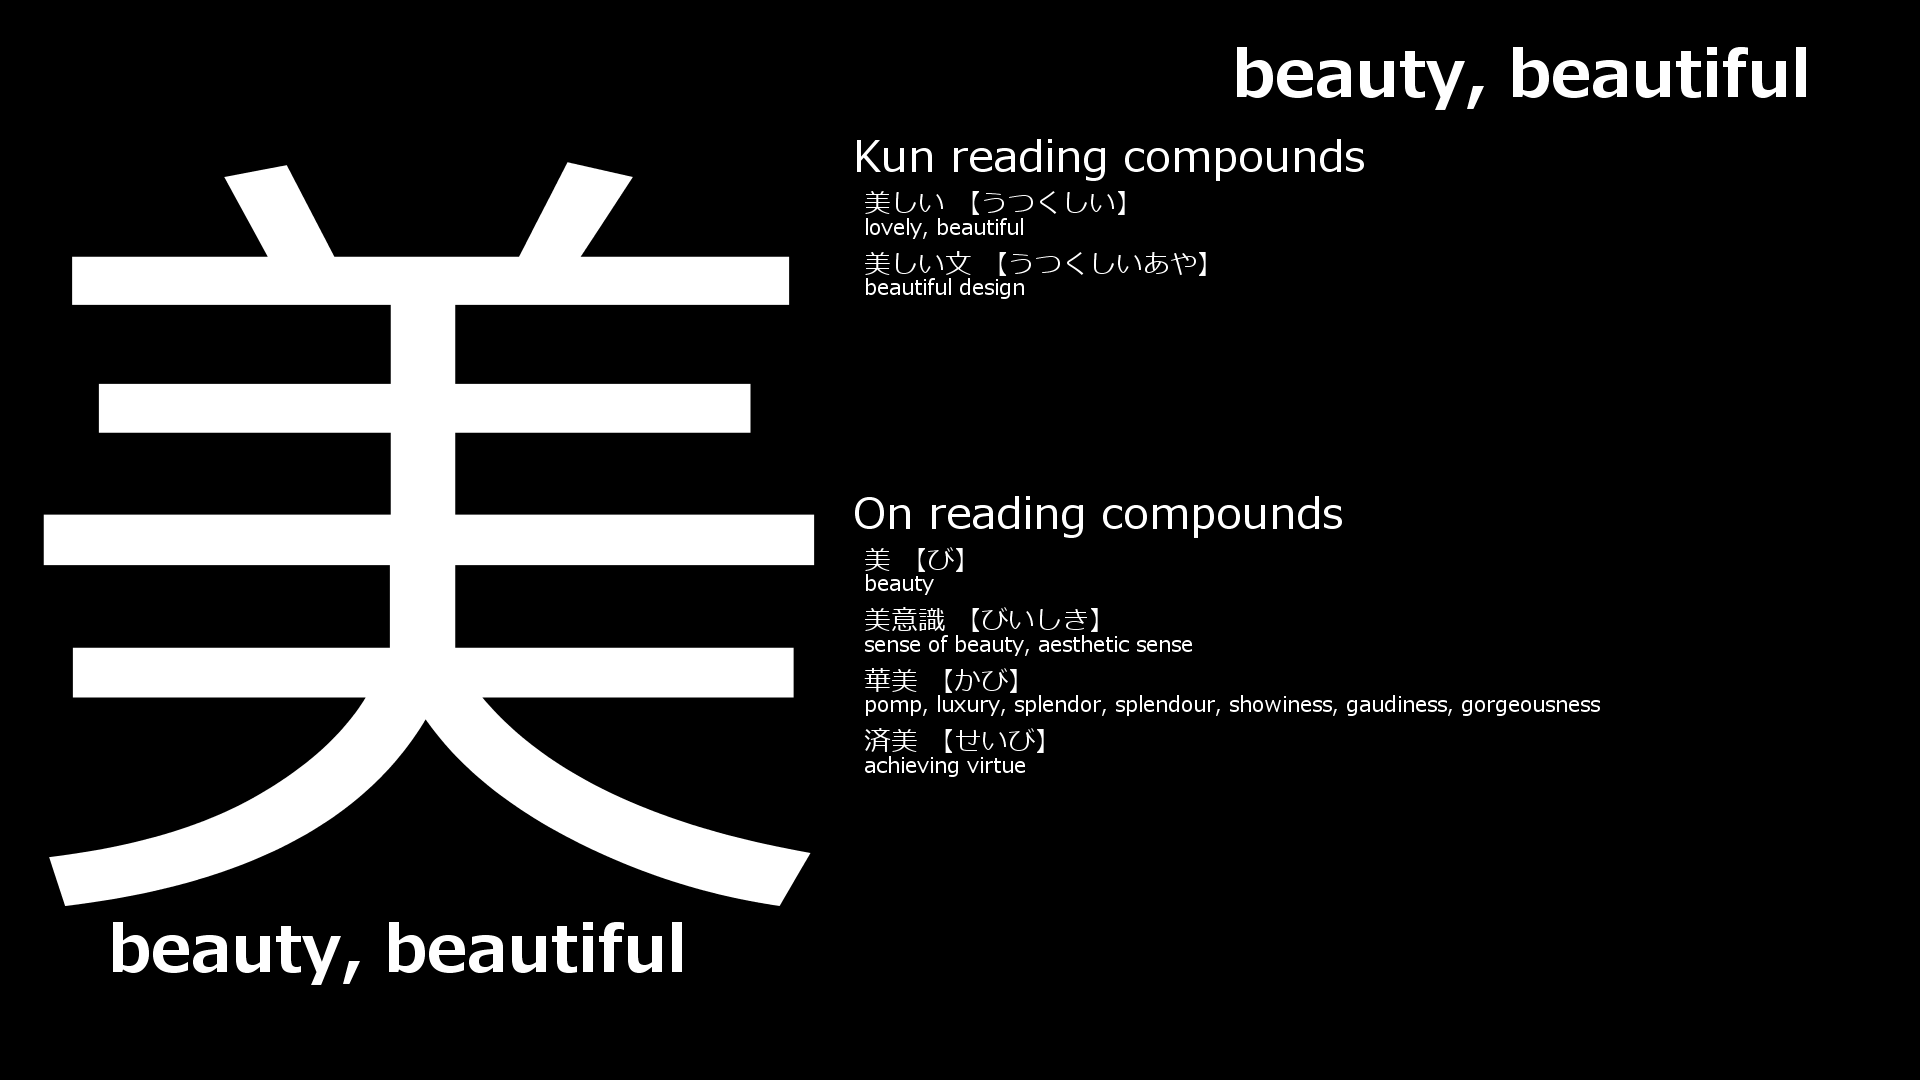 beauty, beautiful
美
beauty, beautiful
Kun reading compounds
美しい 【うつくしい】
lovely, beautiful
美しい文 【うつくしいあや】
beautiful design
On reading compounds
美 【び】
beauty
美意識 【びいしき】
sense of beauty, aesthetic sense
華美 【かび】
pomp, luxury, splendor, splendour, showiness, gaudiness, gorgeousness
済美 【せいび】
achieving virtue